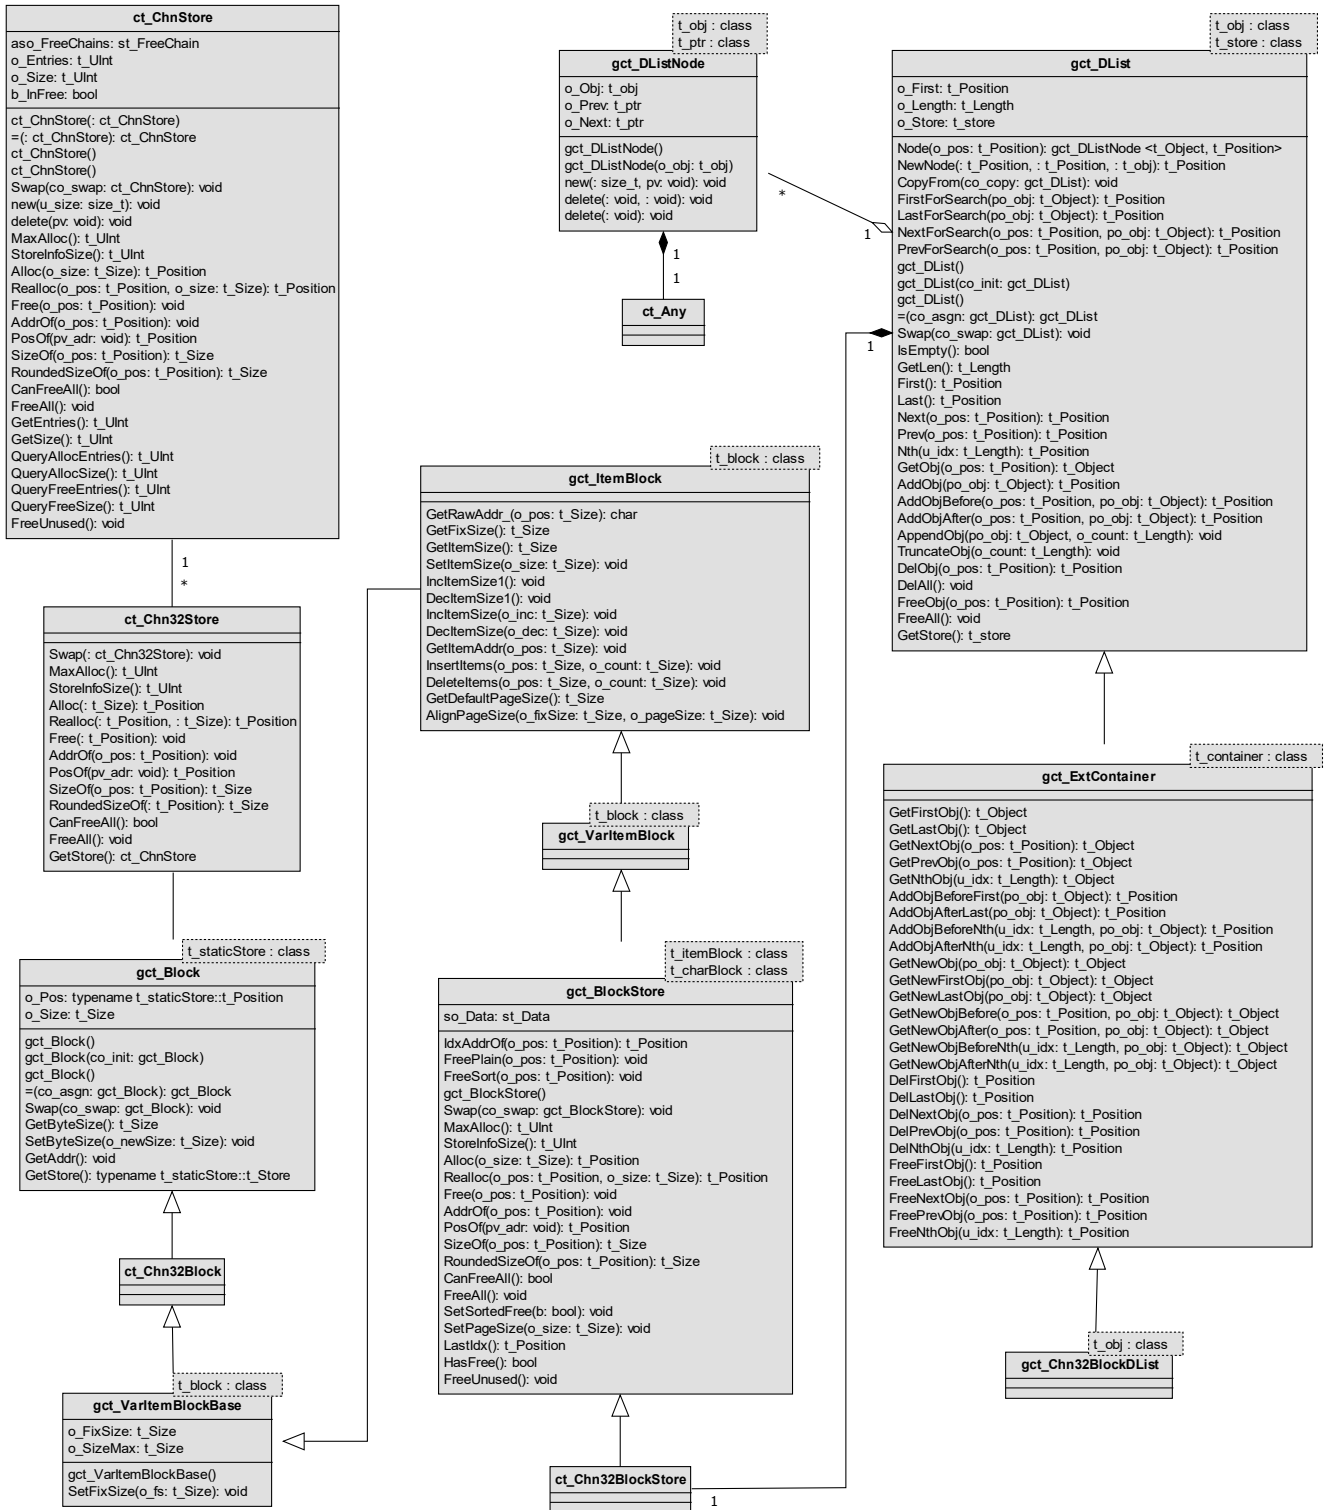 ct_ChnStore
aso_FreeChains: st_FreeChain
o_Entries: t_UInt
o_Size: t_UInt
b_InFree: bool
ct_ChnStore(: ct_ChnStore)
=(: ct_ChnStore): ct_ChnStore
ct_ChnStore()
ct_ChnStore()
Swap(co_swap: ct_ChnStore): void
new(u_size: size_t): void
delete(pv: void): void
MaxAlloc(): t_UInt
StoreInfoSize(): t_UInt
Alloc(o_size: t_Size): t_Position
Realloc(o_pos: t_Position, o_size: t_Size): t_Position
Free(o_pos: t_Position): void
AddrOf(o_pos: t_Position): void
PosOf(pv_adr: void): t_Position
SizeOf(o_pos: t_Position): t_Size
RoundedSizeOf(o_pos: t_Position): t_Size
CanFreeAll(): bool
FreeAll(): void
GetEntries(): t_UInt
GetSize(): t_UInt
QueryAllocEntries(): t_UInt
QueryAllocSize(): t_UInt
QueryFreeEntries(): t_UInt
QueryFreeSize(): t_UInt
FreeUnused(): void
1
*
ct_Chn32Store
Swap(: ct_Chn32Store): void
MaxAlloc(): t_UInt
StoreInfoSize(): t_UInt
Alloc(: t_Size): t_Position
Realloc(: t_Position, : t_Size): t_Position
Free(: t_Position): void
AddrOf(o_pos: t_Position): void
PosOf(pv_adr: void): t_Position
SizeOf(o_pos: t_Position): t_Size
RoundedSizeOf(: t_Position): t_Size
CanFreeAll(): bool
FreeAll(): void
GetStore(): ct_ChnStore
t_staticStore : class
gct_Block
o_Pos: typename t_staticStore::t_Position
o_Size: t_Size
gct_Block()
gct_Block(co_init: gct_Block)
gct_Block()
=(co_asgn: gct_Block): gct_Block
Swap(co_swap: gct_Block): void
GetByteSize(): t_Size
SetByteSize(o_newSize: t_Size): void
GetAddr(): void
GetStore(): typename t_staticStore::t_Store
ct_Chn32Block
t_block : class
gct_VarItemBlockBase
o_FixSize: t_Size
o_SizeMax: t_Size
gct_VarItemBlockBase()
SetFixSize(o_fs: t_Size): void
t_obj : class
t_ptr : class
gct_DListNode
o_Obj: t_obj
o_Prev: t_ptr
o_Next: t_ptr
gct_DListNode()
gct_DListNode(o_obj: t_obj)
new(: size_t, pv: void): void
delete(: void, : void): void
delete(: void): void
1
1
ct_Any
t_block : class
gct_ItemBlock
GetRawAddr_(o_pos: t_Size): char
GetFixSize(): t_Size
GetItemSize(): t_Size
SetItemSize(o_size: t_Size): void
IncItemSize1(): void
DecItemSize1(): void
IncItemSize(o_inc: t_Size): void
DecItemSize(o_dec: t_Size): void
GetItemAddr(o_pos: t_Size): void
InsertItems(o_pos: t_Size, o_count: t_Size): void
DeleteItems(o_pos: t_Size, o_count: t_Size): void
GetDefaultPageSize(): t_Size
AlignPageSize(o_fixSize: t_Size, o_pageSize: t_Size): void
t_block : class
gct_VarItemBlock
t_itemBlock : class
t_charBlock : class
gct_BlockStore
so_Data: st_Data
IdxAddrOf(o_pos: t_Position): t_Position
FreePlain(o_pos: t_Position): void
FreeSort(o_pos: t_Position): void
gct_BlockStore()
Swap(co_swap: gct_BlockStore): void
MaxAlloc(): t_UInt
StoreInfoSize(): t_UInt
Alloc(o_size: t_Size): t_Position
Realloc(o_pos: t_Position, o_size: t_Size): t_Position
Free(o_pos: t_Position): void
AddrOf(o_pos: t_Position): void
PosOf(pv_adr: void): t_Position
SizeOf(o_pos: t_Position): t_Size
RoundedSizeOf(o_pos: t_Position): t_Size
CanFreeAll(): bool
FreeAll(): void
SetSortedFree(b: bool): void
SetPageSize(o_size: t_Size): void
LastIdx(): t_Position
HasFree(): bool
FreeUnused(): void
ct_Chn32BlockStore
1
t_obj : class
t_store : class
gct_DList
o_First: t_Position
o_Length: t_Length
o_Store: t_store
Node(o_pos: t_Position): gct_DListNode <t_Object, t_Position>
NewNode(: t_Position, : t_Position, : t_obj): t_Position
CopyFrom(co_copy: gct_DList): void
FirstForSearch(po_obj: t_Object): t_Position
LastForSearch(po_obj: t_Object): t_Position
NextForSearch(o_pos: t_Position, po_obj: t_Object): t_Position
PrevForSearch(o_pos: t_Position, po_obj: t_Object): t_Position
gct_DList()
gct_DList(co_init: gct_DList)
gct_DList()
=(co_asgn: gct_DList): gct_DList
Swap(co_swap: gct_DList): void
IsEmpty(): bool
GetLen(): t_Length
First(): t_Position
Last(): t_Position
Next(o_pos: t_Position): t_Position
Prev(o_pos: t_Position): t_Position
Nth(u_idx: t_Length): t_Position
GetObj(o_pos: t_Position): t_Object
AddObj(po_obj: t_Object): t_Position
AddObjBefore(o_pos: t_Position, po_obj: t_Object): t_Position
AddObjAfter(o_pos: t_Position, po_obj: t_Object): t_Position
AppendObj(po_obj: t_Object, o_count: t_Length): void
TruncateObj(o_count: t_Length): void
DelObj(o_pos: t_Position): t_Position
DelAll(): void
FreeObj(o_pos: t_Position): t_Position
FreeAll(): void
GetStore(): t_store
*
1
1
t_container : class
gct_ExtContainer
GetFirstObj(): t_Object
GetLastObj(): t_Object
GetNextObj(o_pos: t_Position): t_Object
GetPrevObj(o_pos: t_Position): t_Object
GetNthObj(u_idx: t_Length): t_Object
AddObjBeforeFirst(po_obj: t_Object): t_Position
AddObjAfterLast(po_obj: t_Object): t_Position
AddObjBeforeNth(u_idx: t_Length, po_obj: t_Object): t_Position
AddObjAfterNth(u_idx: t_Length, po_obj: t_Object): t_Position
GetNewObj(po_obj: t_Object): t_Object
GetNewFirstObj(po_obj: t_Object): t_Object
GetNewLastObj(po_obj: t_Object): t_Object
GetNewObjBefore(o_pos: t_Position, po_obj: t_Object): t_Object
GetNewObjAfter(o_pos: t_Position, po_obj: t_Object): t_Object
GetNewObjBeforeNth(u_idx: t_Length, po_obj: t_Object): t_Object
GetNewObjAfterNth(u_idx: t_Length, po_obj: t_Object): t_Object
DelFirstObj(): t_Position
DelLastObj(): t_Position
DelNextObj(o_pos: t_Position): t_Position
DelPrevObj(o_pos: t_Position): t_Position
DelNthObj(u_idx: t_Length): t_Position
FreeFirstObj(): t_Position
FreeLastObj(): t_Position
FreeNextObj(o_pos: t_Position): t_Position
FreePrevObj(o_pos: t_Position): t_Position
FreeNthObj(u_idx: t_Length): t_Position
t_obj : class
gct_Chn32BlockDList